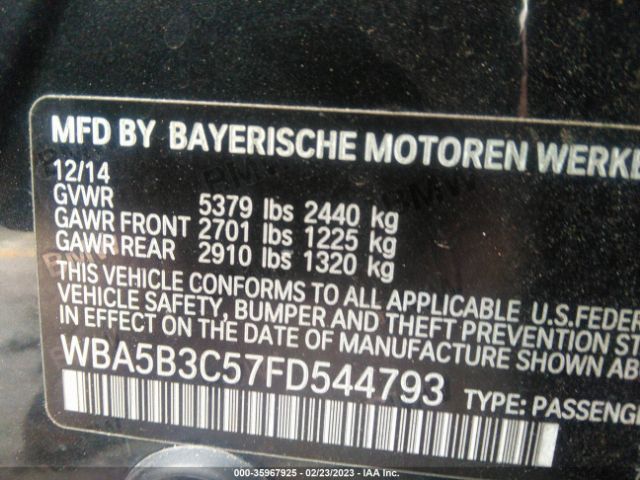 MFD BY BAYERISCHE MOTOREN WERKE
12/14
GVWR 5379 lbs 2440 kg
GAWR FRONT 2701 lbs 1225 kg
GAWR REAR 2910 lbs 1320 kg
THIS VEHICLE CONFORMS TO ALL APPLICABLE U.S.FEDER
VEHICLE SAFETY, BUMPER AND THEFT PREVENTION ST
IN EFFECT ON THE DATE OF MANUFACTURE SHOWN AB
WBA5B3C57FD544793 TYPE: PASSENGE
000-35967925 - 02/23/2023 - IAA Inc.